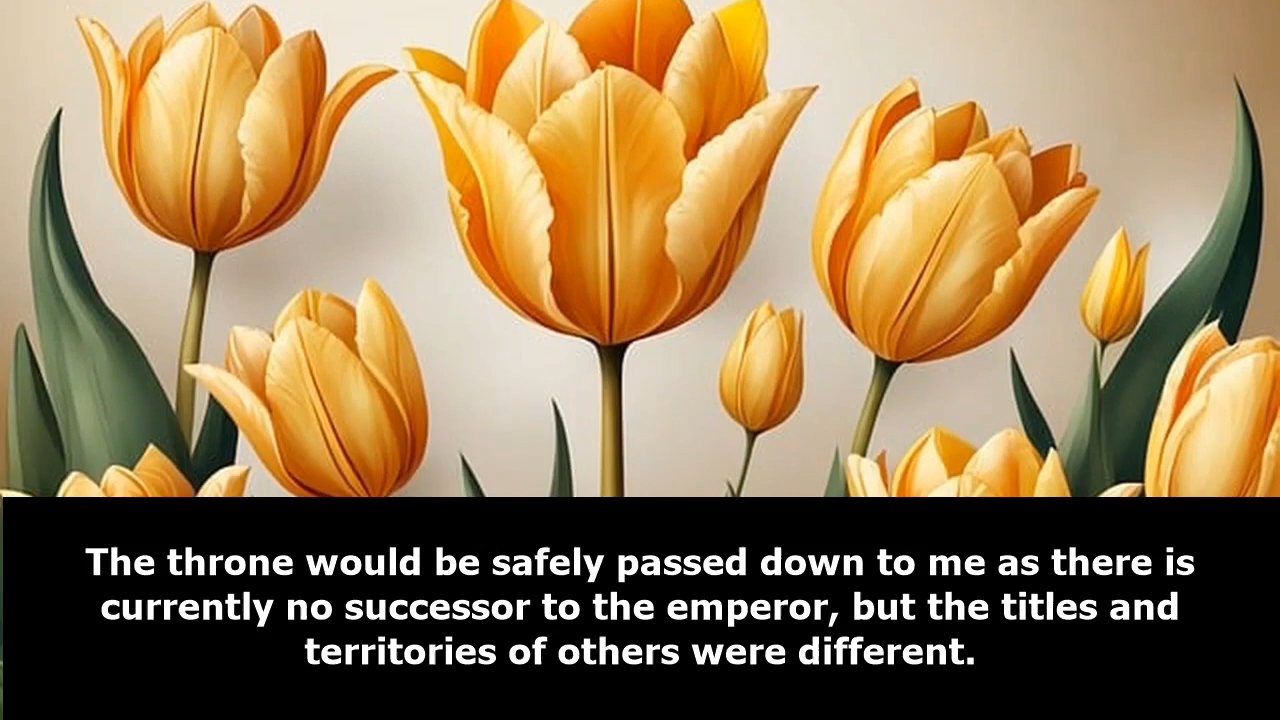 The throne would be safely passed down to me as there is
currently no successor to the emperor, but the titles and
territories of others were different.